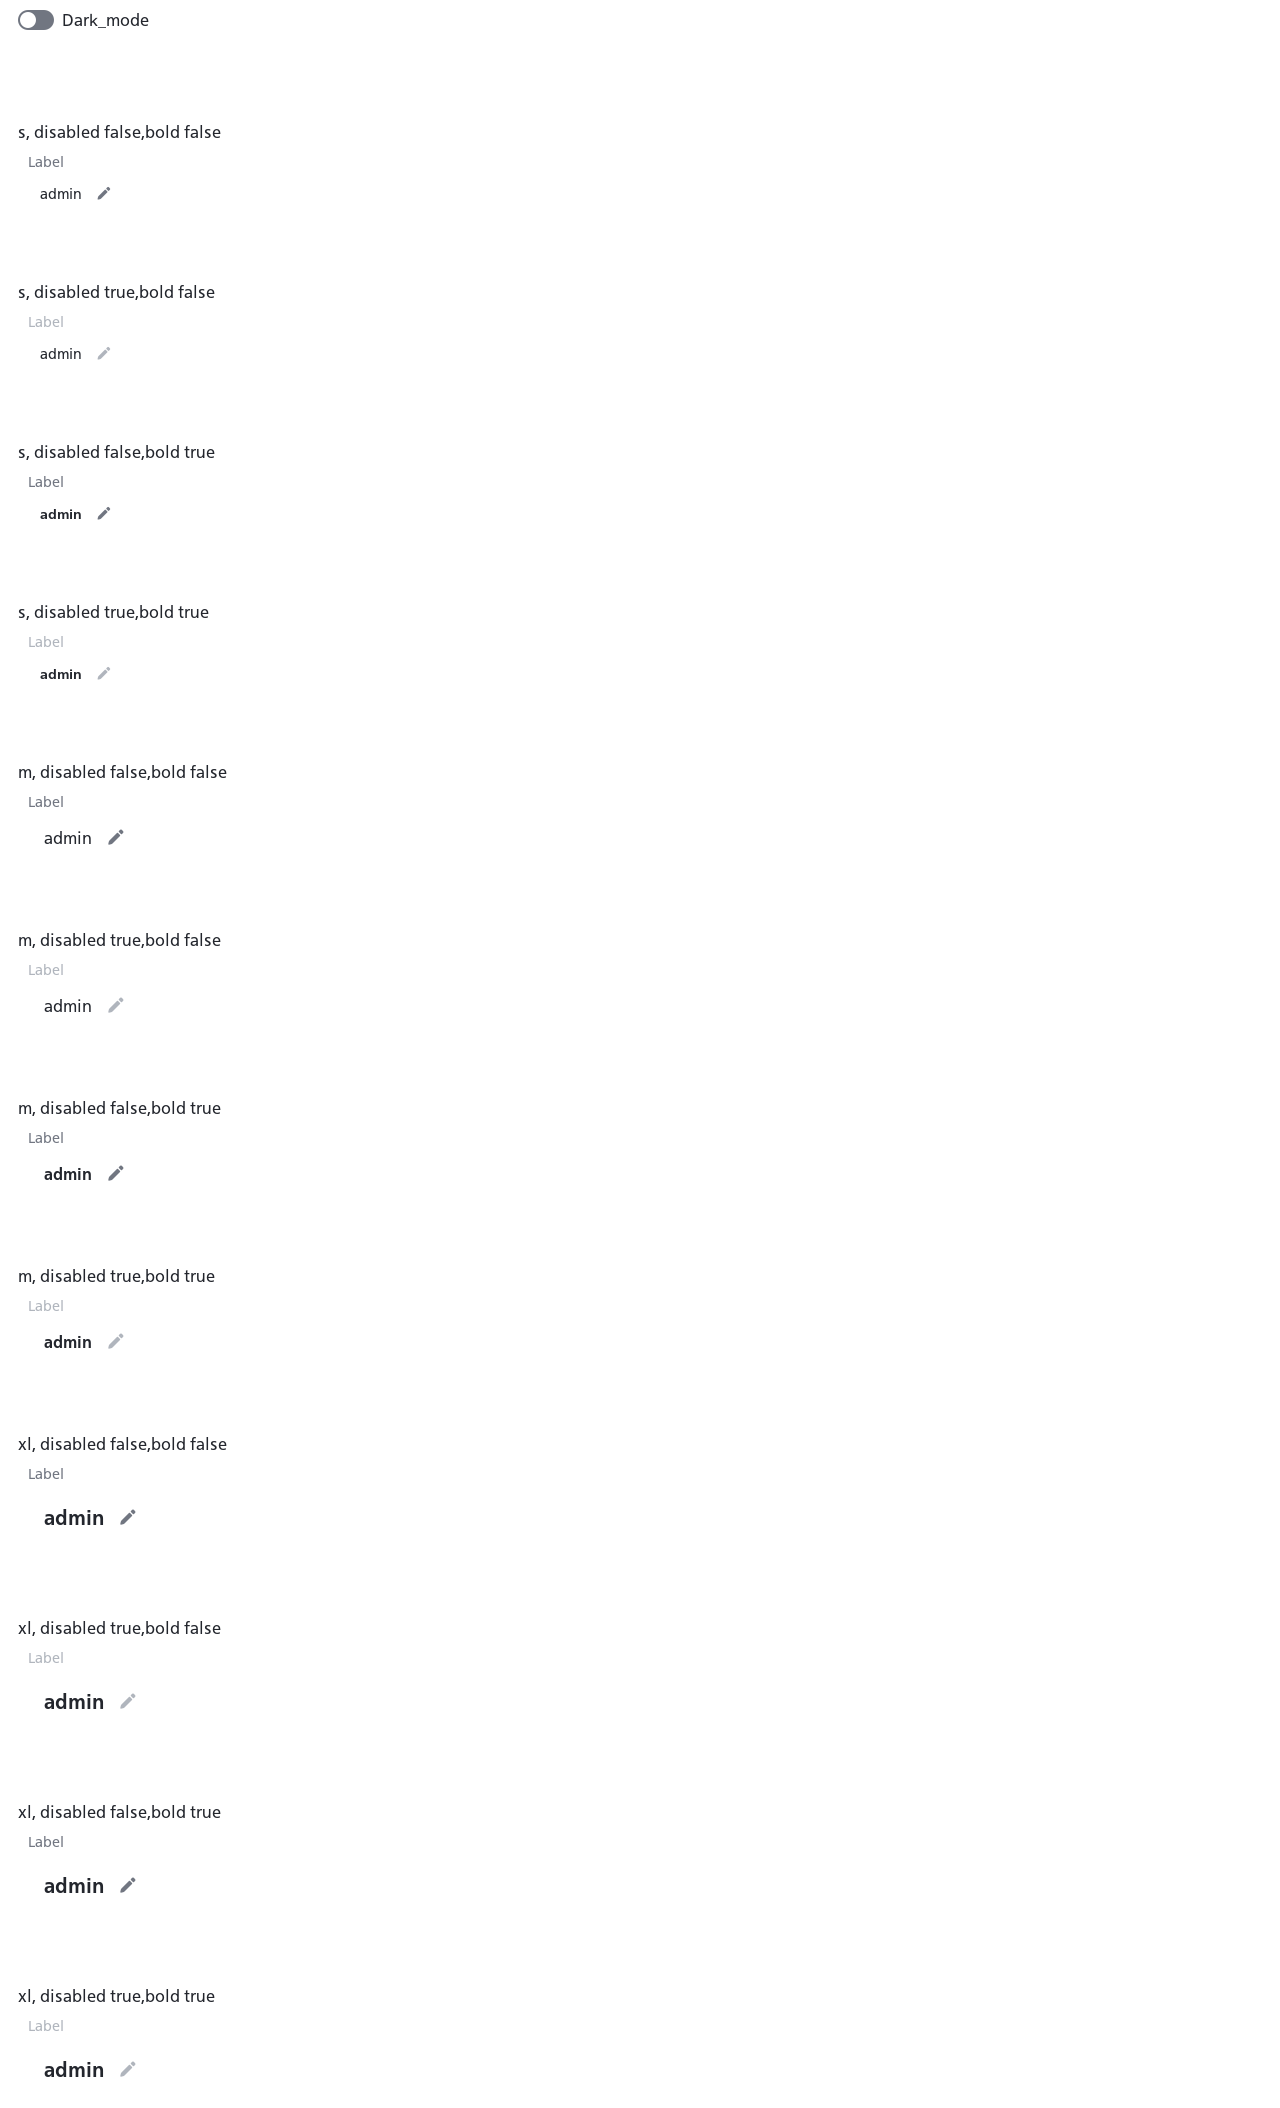 Dark_mode
s, disabled false,bold false
Label
admin
s, disabled true,bold false
Label
admin
s, disabled false,bold true
Label
admin
s, disabled true,bold true
Label
admin
m, disabled false,bold false
Label
admin
m, disabled true,bold false
Label
admin
m, disabled false,bold true
Label
admin
m, disabled true,bold true
Label
admin
xl, disabled false,bold false
Label
admin
xl, disabled true,bold false
Label
admin
xl, disabled false,bold true
Label
admin
xl, disabled true,bold true
Label
admin